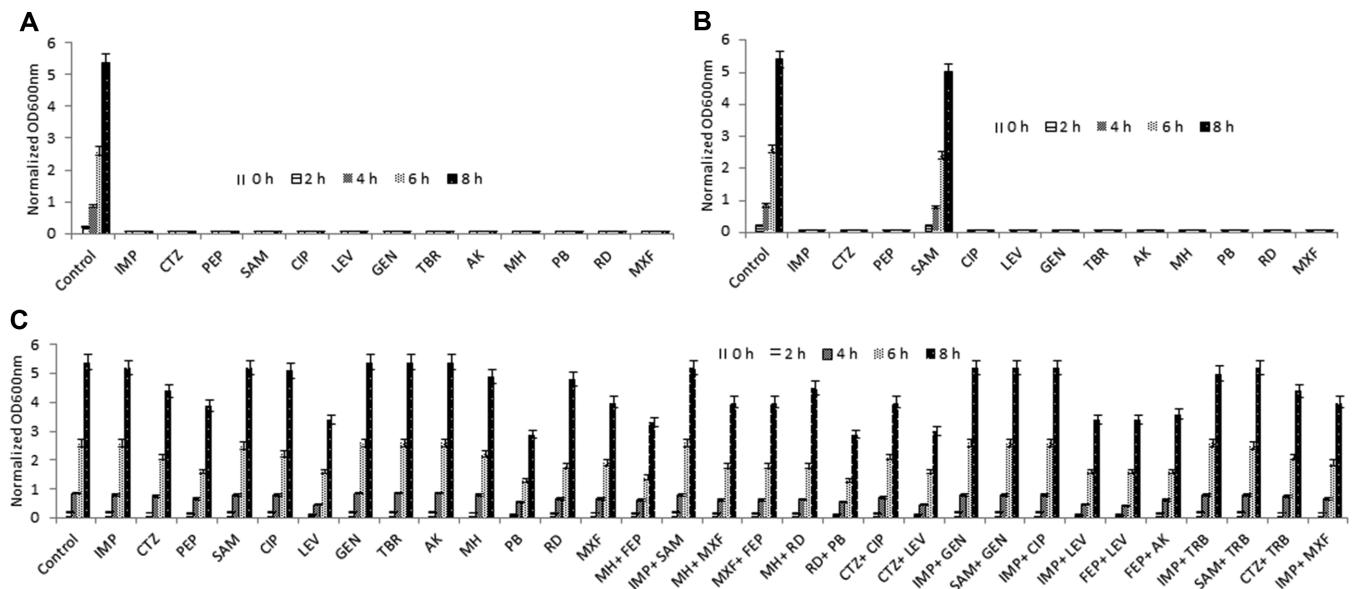 A
6
5
4
3
2
1
0
Normalized OD600nm
0 h 2 h 4 h 6 h 8 h
Control IMP CTZ PEP SAM CIP LEV GEN TBR AK MH PB RD MXF
B
6
5
4
3
2
1
0
Normalized OD600nm
0 h 2 h 4 h 6 h 8 h
Control IMP CTZ PEP SAM CIP LEV GEN TBR AK MH PB RD MXF
C
6
5
4
3
2
1
0
Normalized OD600nm
0 h 2 h 4 h 6 h 8 h
Control IMP CTZ PEP SAM CIP LEV GEN TBR AK MH PB RD MXF MH+ FEP IMP+ SAM MH+ MXF MXF+ FEP MH+ RD RD+ PB CTZ+ CIP CTZ+ LEV IMP+ GEN SAM+ GEN IMP+ CIP IMP+ LEV FEP+ LEV FEP+ AK IMP+ TRB SAM+ TRB CTZ+ TRB IMP+ MXF